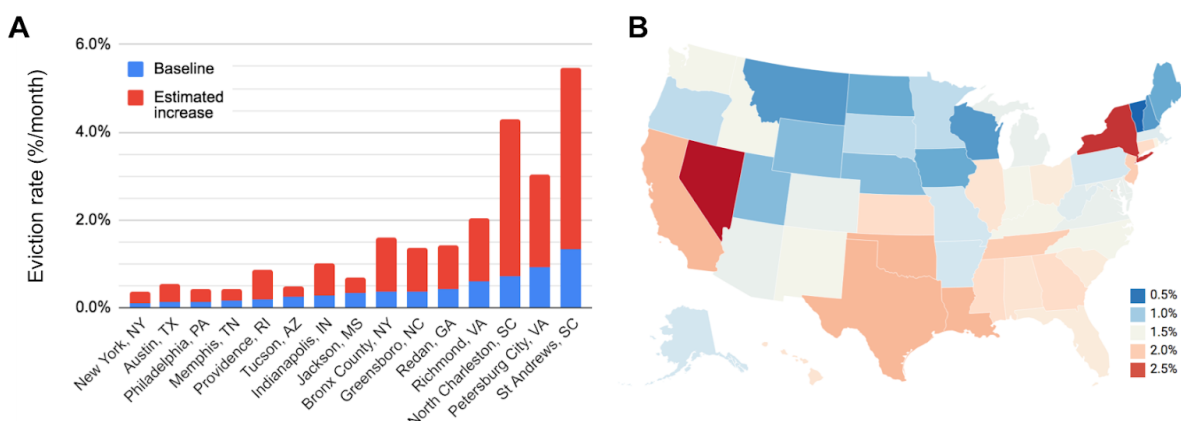 A
Eviction rate (%/month)
6.0%
4.0%
2.0%
0.0%
Baseline
Estimated
increase
New York, NY
Austin, TX
Philadelphia, PA
Memphis, TN
Providence, RI
Tucson, AZ
Indianapolis, IN
Jackson, MS
Bronx County, NY
Greensboro, NC
Redan, GA
Richmond, VA
North Charleston, SC
Petersburg City, VA
St Andrews, SC
B
0.5%
1.0%
1.5%
2.0%
2.5%